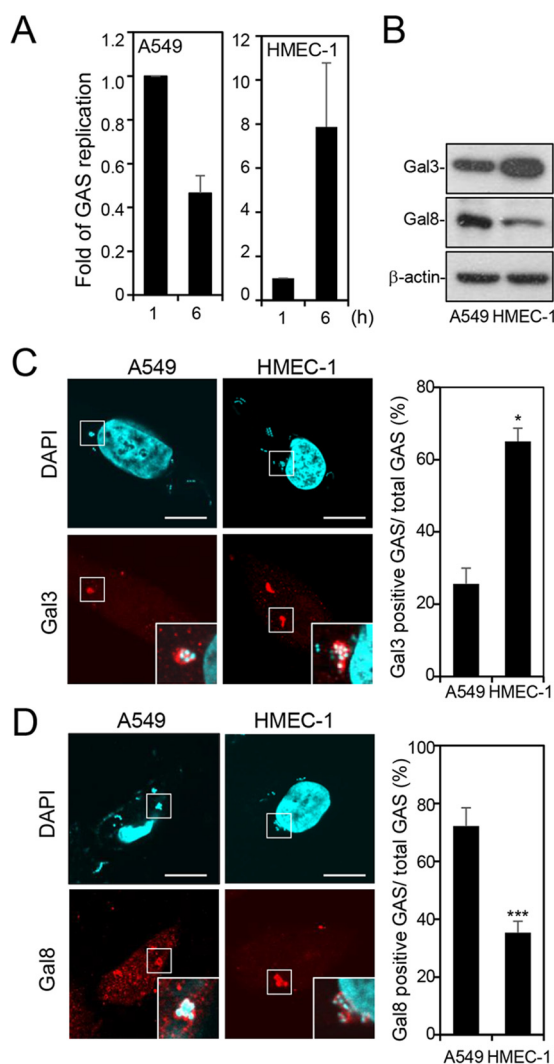 A
B
A549
HMEC-1
Fold of GAS replication
1.2
1.0
0.8
0.6
0.4
0.2
0
12
10
8
6
4
2
0
1 6 1 6 (h)
Gal3-
Gal8-
β-actin-
A549 HMEC-1
C
A549 HMEC-1
DAPI
Gal3
Gal3 positive GAS/ total GAS (%)
80
60
40
20
0
*
A549 HMEC-1
D
A549 HMEC-1
DAPI
Gal8
Gal8 positive GAS/ total GAS (%)
100
80
60
40
20
0
***
A549 HMEC-1